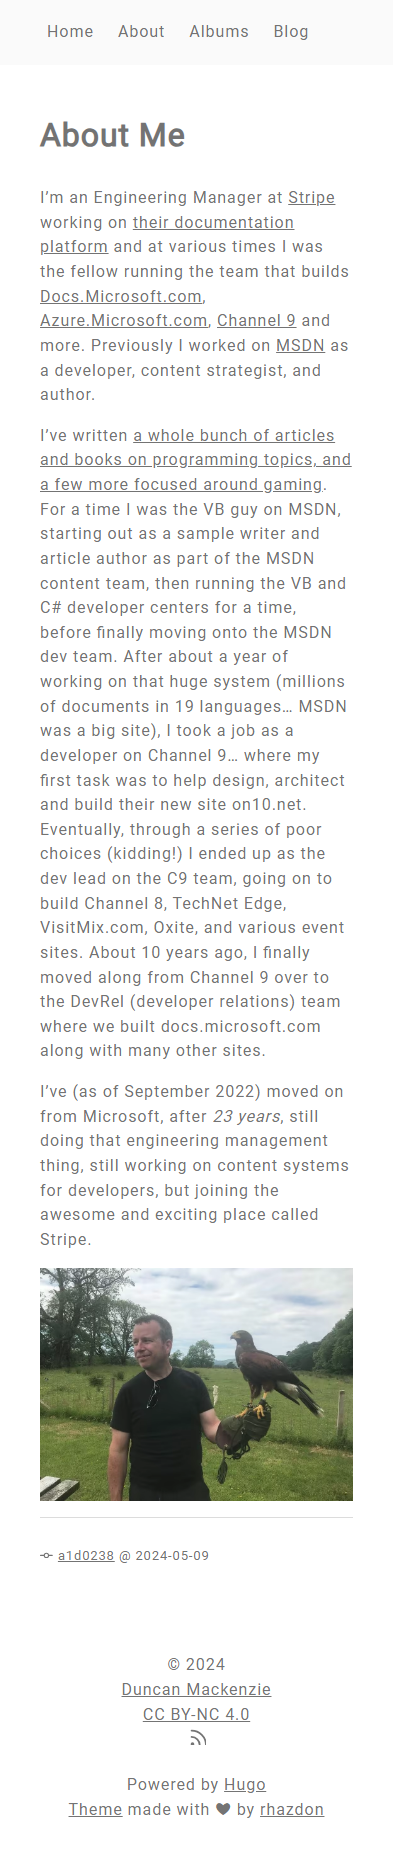 Home About Albums Blog
About Me
I’m an Engineering Manager at Stripe
working on their documentation
platform and at various times I was
the fellow running the team that builds
Docs.Microsoft.com,
Azure.Microsoft.com, Channel 9 and
more. Previously I worked on MSDN as
a developer, content strategist, and
author.
I’ve written a whole bunch of articles
and books on programming topics, and
a few more focused around gaming.
For a time I was the VB guy on MSDN,
starting out as a sample writer and
article author as part of the MSDN
content team, then running the VB and
C# developer centers for a time,
before finally moving onto the MSDN
dev team. After about a year of
working on that huge system (millions
of documents in 19 languages… MSDN
was a big site), I took a job as a
developer on Channel 9… where my
first task was to help design, architect
and build their new site on10.net.
Eventually, through a series of poor
choices (kidding!) I ended up as the
dev lead on the C9 team, going on to
build Channel 8, TechNet Edge,
VisitMix.com, Oxite, and various event
sites. About 10 years ago, I finally
moved along from Channel 9 over to
the DevRel (developer relations) team
where we built docs.microsoft.com
along with many other sites.
I’ve (as of September 2022) moved on
from Microsoft, after 23 years, still
doing that engineering management
thing, still working on content systems
for developers, but joining the
awesome and exciting place called
Stripe.
a1d0238 @ 2024-05-09
© 2024
Duncan Mackenzie
CC BY-NC 4.0
Powered by Hugo
Theme made with ❤ by rhazdon